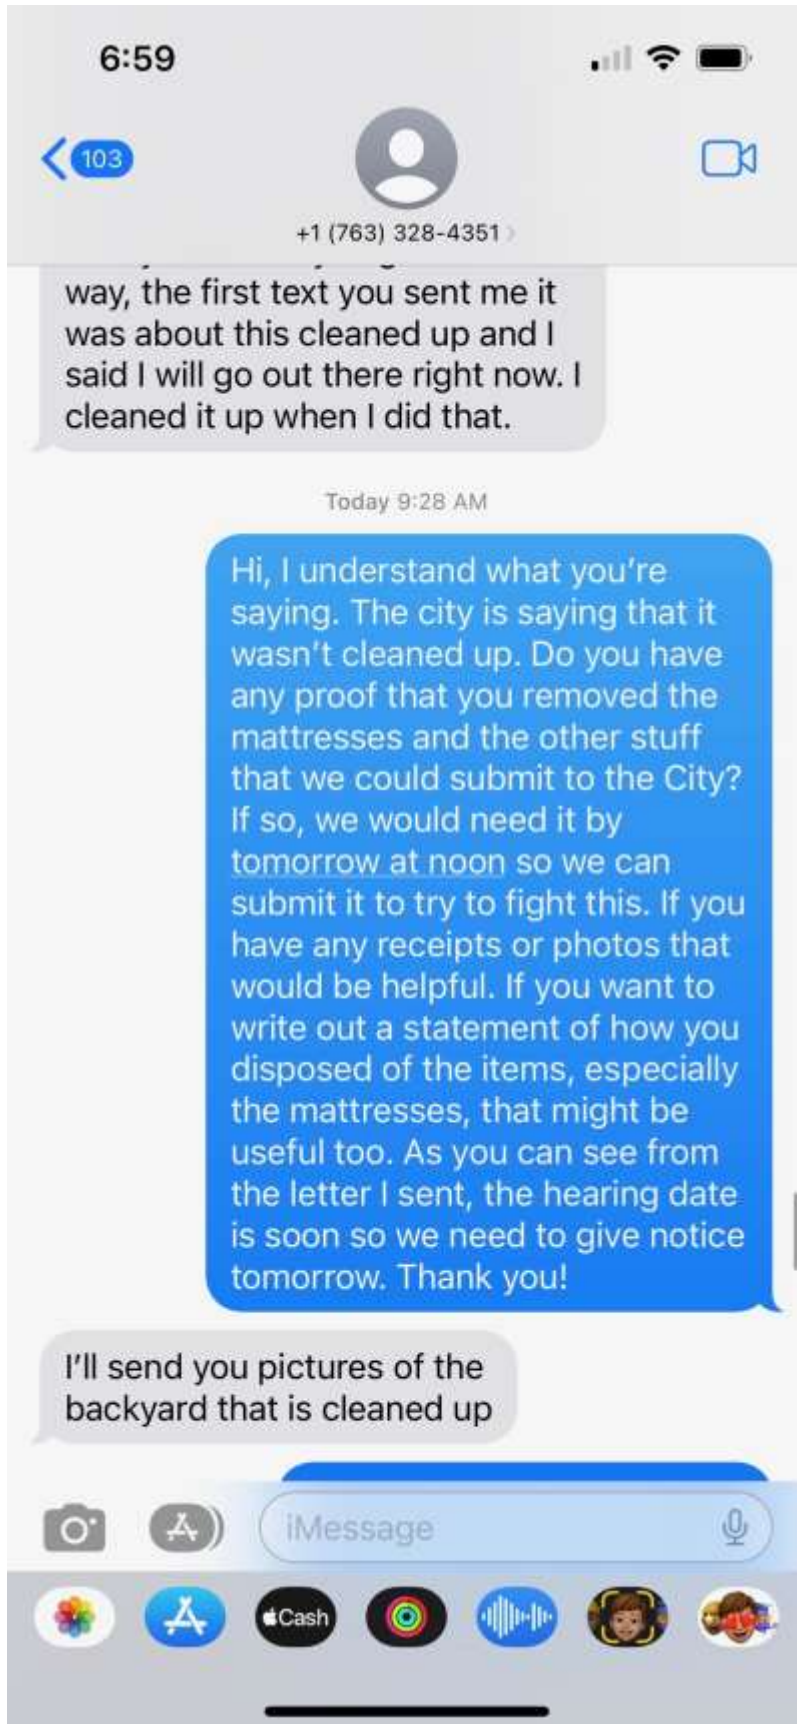 6:59
103
+1 (763) 328-4351
way, the first text you sent me it
was about this cleaned up and I
said I will go out there right now. I
cleaned it up when I did that.
Today 9:28 AM
Hi, I understand what you're
saying. The city is saying that it
wasn't cleaned up. Do you have
any proof that you removed the
mattresses and the other stuff
that we could submit to the City?
If so, we would need it by
tomorrow at noon so we can
submit it to try to fight this. If you
have any receipts or photos that
would be helpful. If you want to
write out a statement of how you
disposed of the items, especially
the mattresses, that might be
useful too. As you can see from
the letter I sent, the hearing date
is soon so we need to give notice
tomorrow. Thank you!
I'll send you pictures of the
backyard that is cleaned up
iMessage
Cash